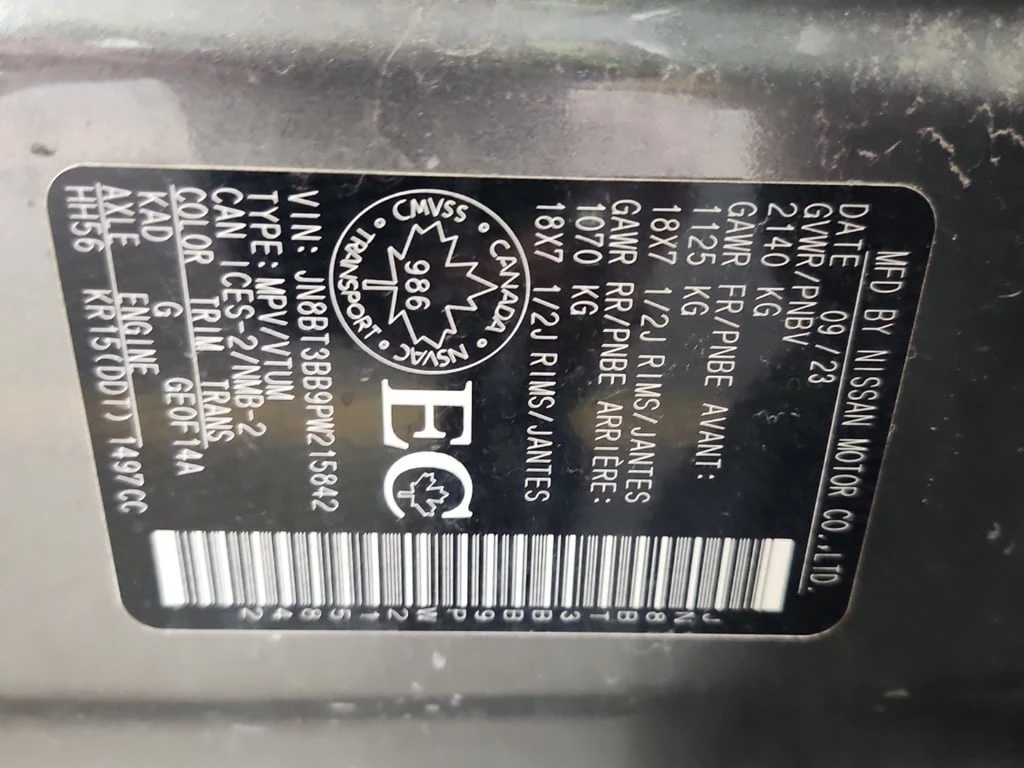 MFD BY NISSAN MOTOR CO.,LTD.
DATE 09/23
GVWR/PNBV
2140 KG
GAWR FR/PNBE AVANT:
1125 KG
18X7 1/2J RIMS/JANTES
GAWR RR/PNBE ARRIÈRE:
1070 KG
18X7 1/2J RIMS/JANTES
CMVSS • CANADA • NSVAC • TRANSPORT •
986
EC
VIN: JN8BT3BB9PW215842
TYPE: MPV/VTUM
CAN ICES-2/NMB-2
COLOR TRIM TRANS
KAD G GE0F14A
AXLE ENGINE
HH56 KR15(DDT) 1497CC
JN8BT3BB9PW215842